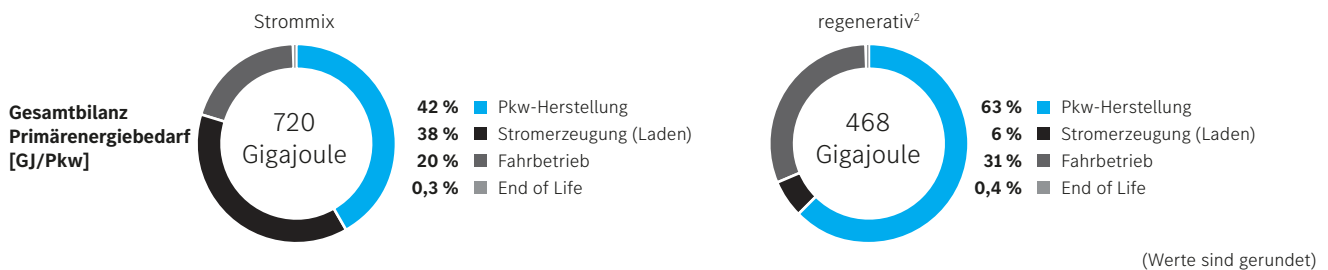 Strommix
regenerativ²
Gesamtbilanz
Primärenergiebedarf
[GJ/Pkw]
720
Gigajoule
42 % Pkw-Herstellung
38 % Stromerzeugung (Laden)
20 % Fahrbetrieb
0,3 % End of Life
468
Gigajoule
63 % Pkw-Herstellung
6 % Stromerzeugung (Laden)
31 % Fahrbetrieb
0,4 % End of Life
(Werte sind gerundet)